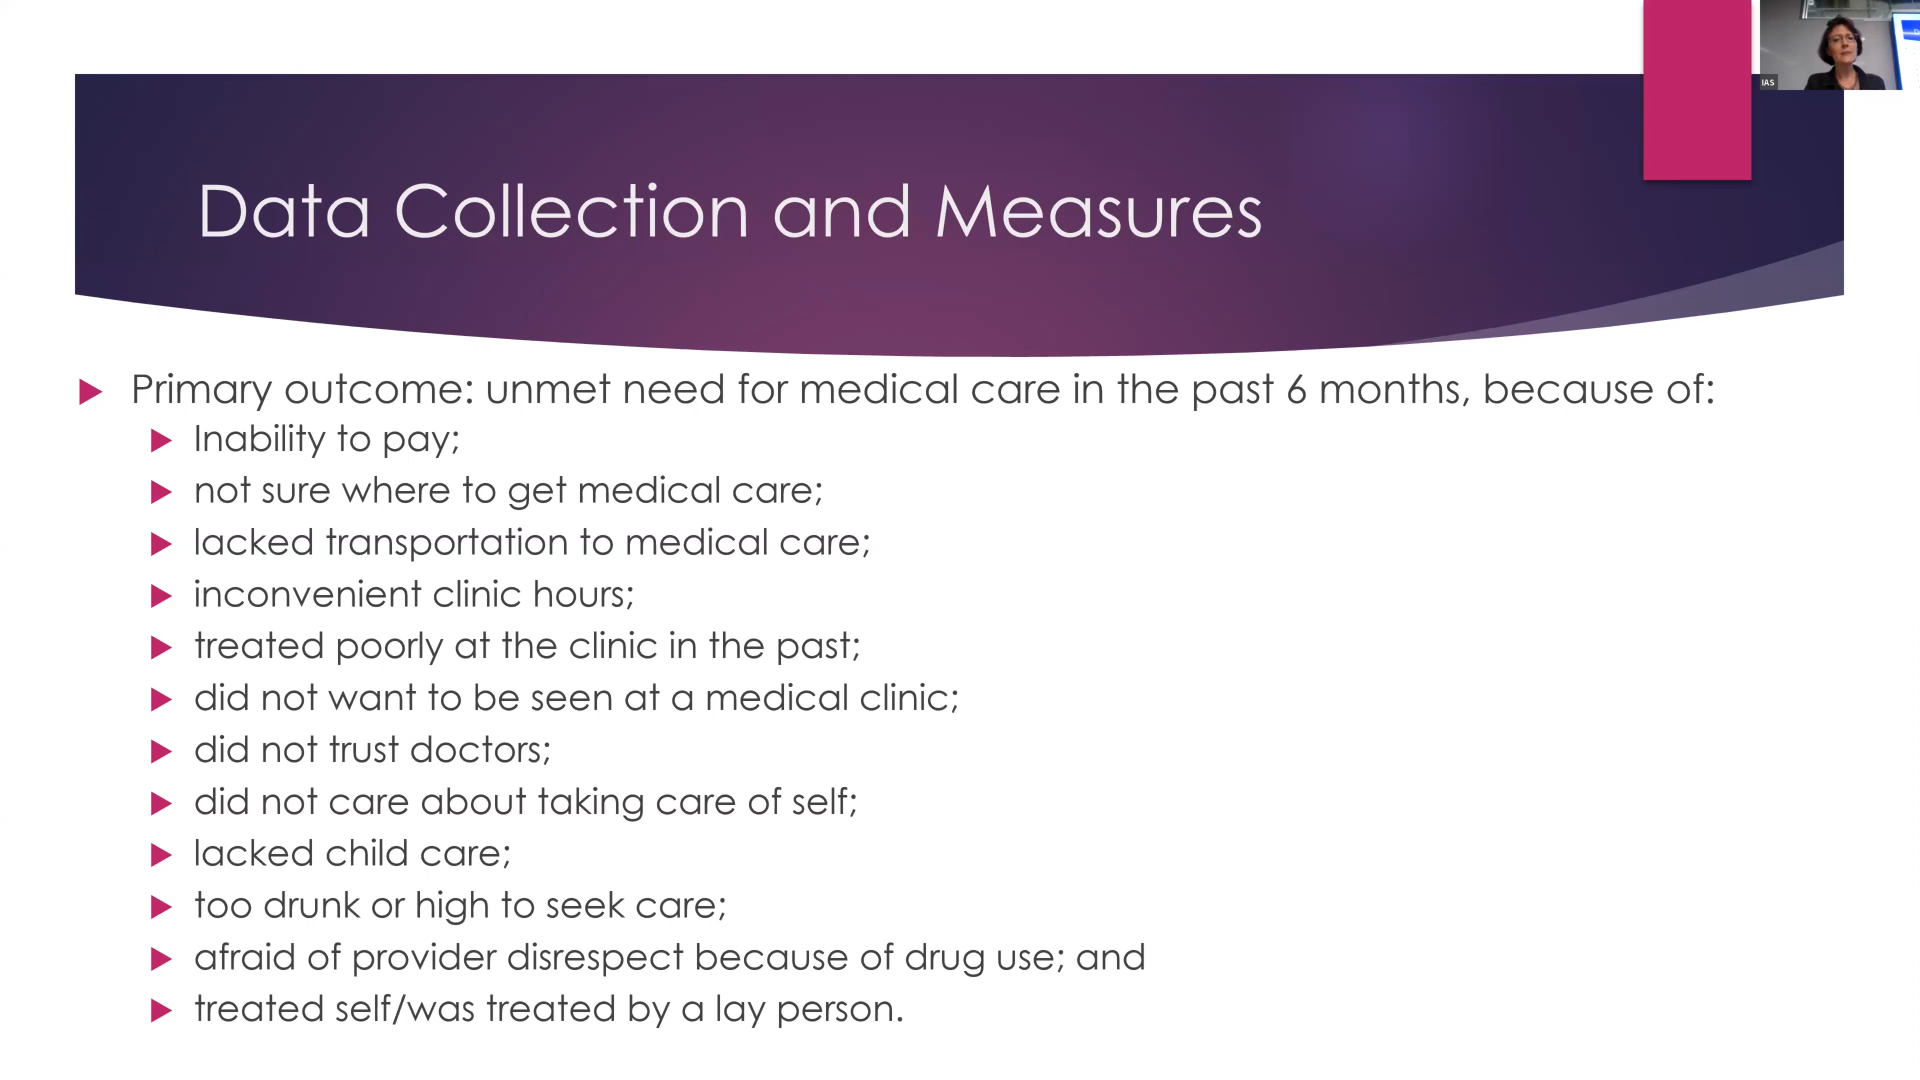 IAS
Data Collection and Measures
Primary outcome: unmet need for medical care in the past 6 months, because of:
Inability to pay;
not sure where to get medical care;
lacked transportation to medical care;
inconvenient clinic hours;
treated poorly at the clinic in the past;
did not want to be seen at a medical clinic;
did not trust doctors;
did not care about taking care of self;
lacked child care;
too drunk or high to seek care;
afraid of provider disrespect because of drug use; and
treated self/was treated by a lay person.